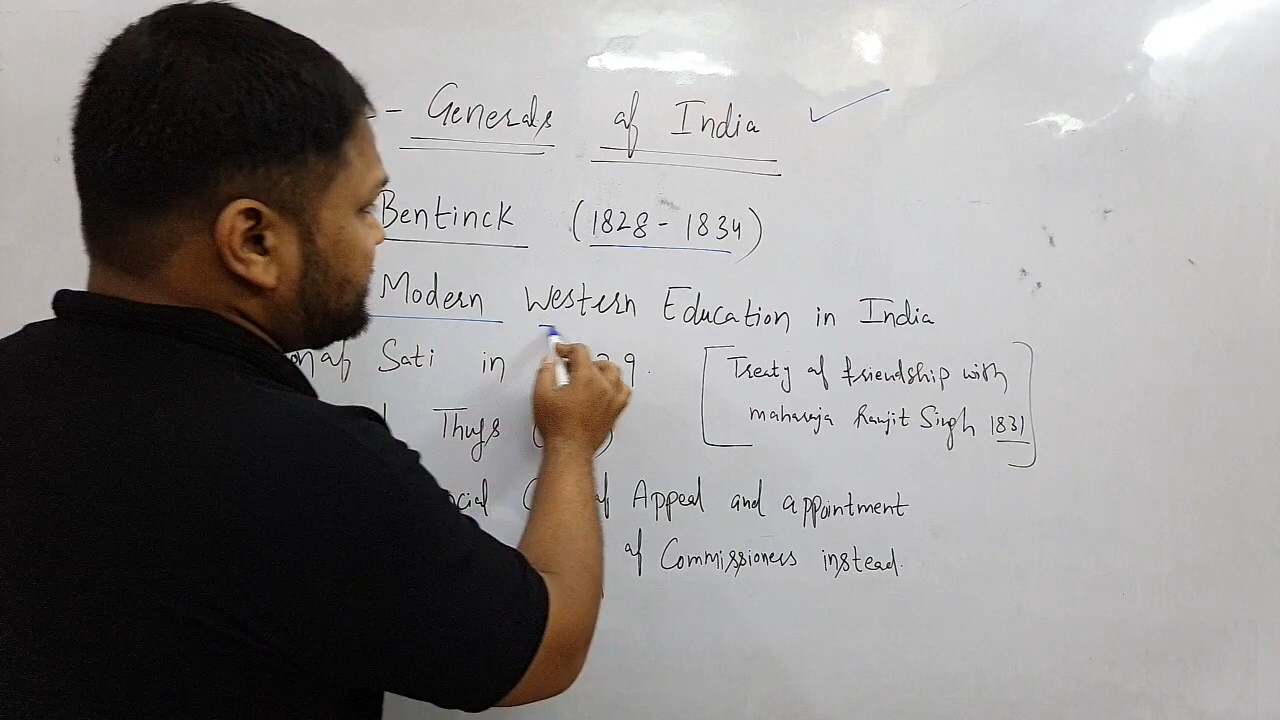 - Generals of India
Bentinck (1828 - 1834)
Modern Western Education in India
of Sati in 9.
Treaty of friendship with
maharaja Ranjit Singh 1831
Thugs
of Appeal and appointment
of Commissioners instead.